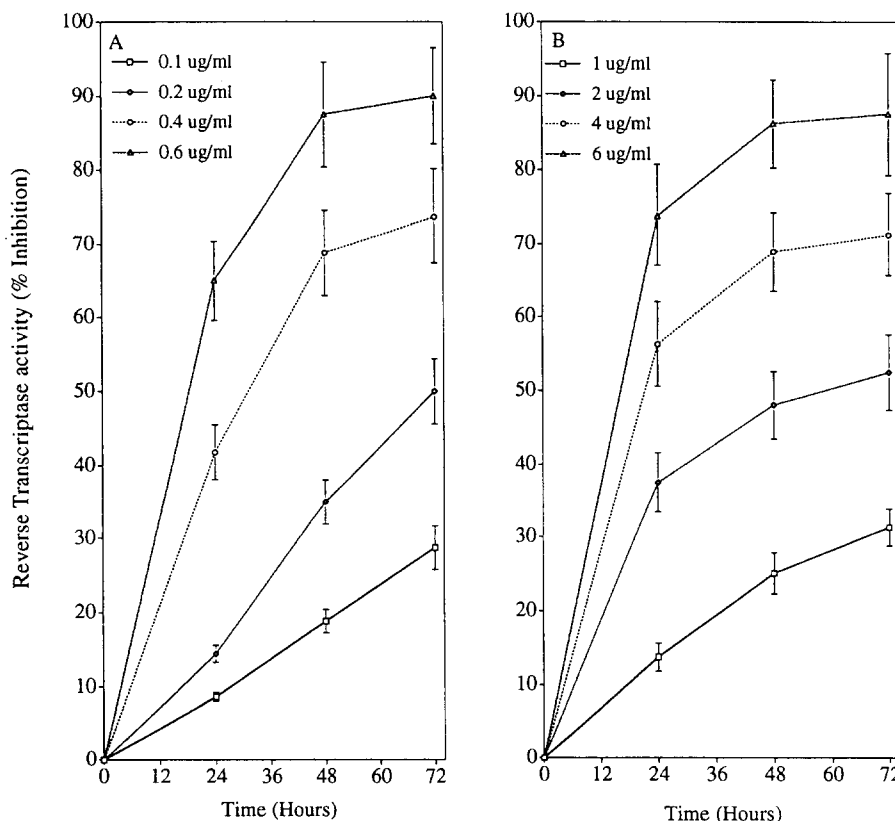 Reverse Transcriptase activity (% Inhibition)
A
0.1 ug/ml
0.2 ug/ml
0.4 ug/ml
0.6 ug/ml
100
90
80
70
60
50
40
30
20
10
0
0 12 24 36 48 60 72
Time (Hours)
B
1 ug/ml
2 ug/ml
4 ug/ml
6 ug/ml
100
90
80
70
60
50
40
30
20
10
0
0 12 24 36 48 60 72
Time (Hours)